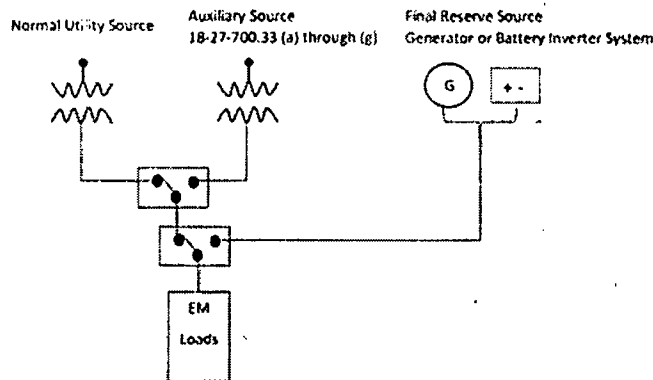 Normal Utility Source
Auxiliary Source
18-27-700.33 (a) through (g)
Final Reserve Source
Generator or Battery Inverter System
G
+ -
EM
Loads